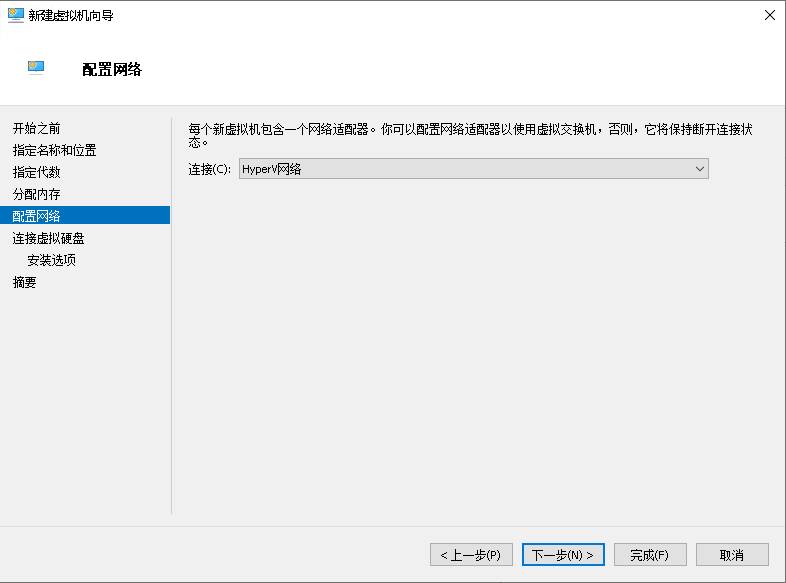 新建虚拟机向导
配置网络
开始之前
指定名称和位置
指定代数
分配内存
配置网络
连接虚拟硬盘
安装选项
摘要
每个新虚拟机包含一个网络适配器。你可以配置网络适配器以使用虚拟交换机，否则，它将保持断开连接状
态。
连接(C): HyperV网络
< 上一步(P) 下一步(N) > 完成(F) 取消